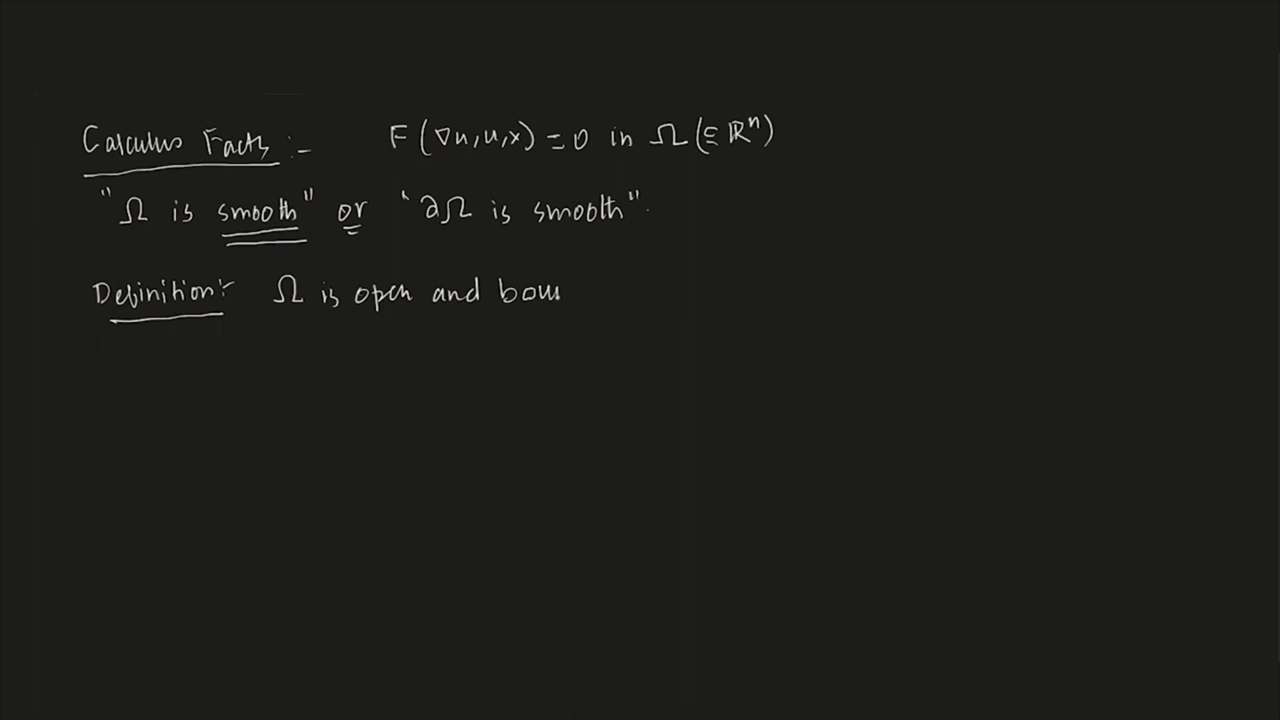 Calculus Facts :- F(∇u,u,x) = 0 in Ω(⊆ ℝⁿ)
"Ω is smooth" or "∂Ω is smooth".
Definition:- Ω is open and bou